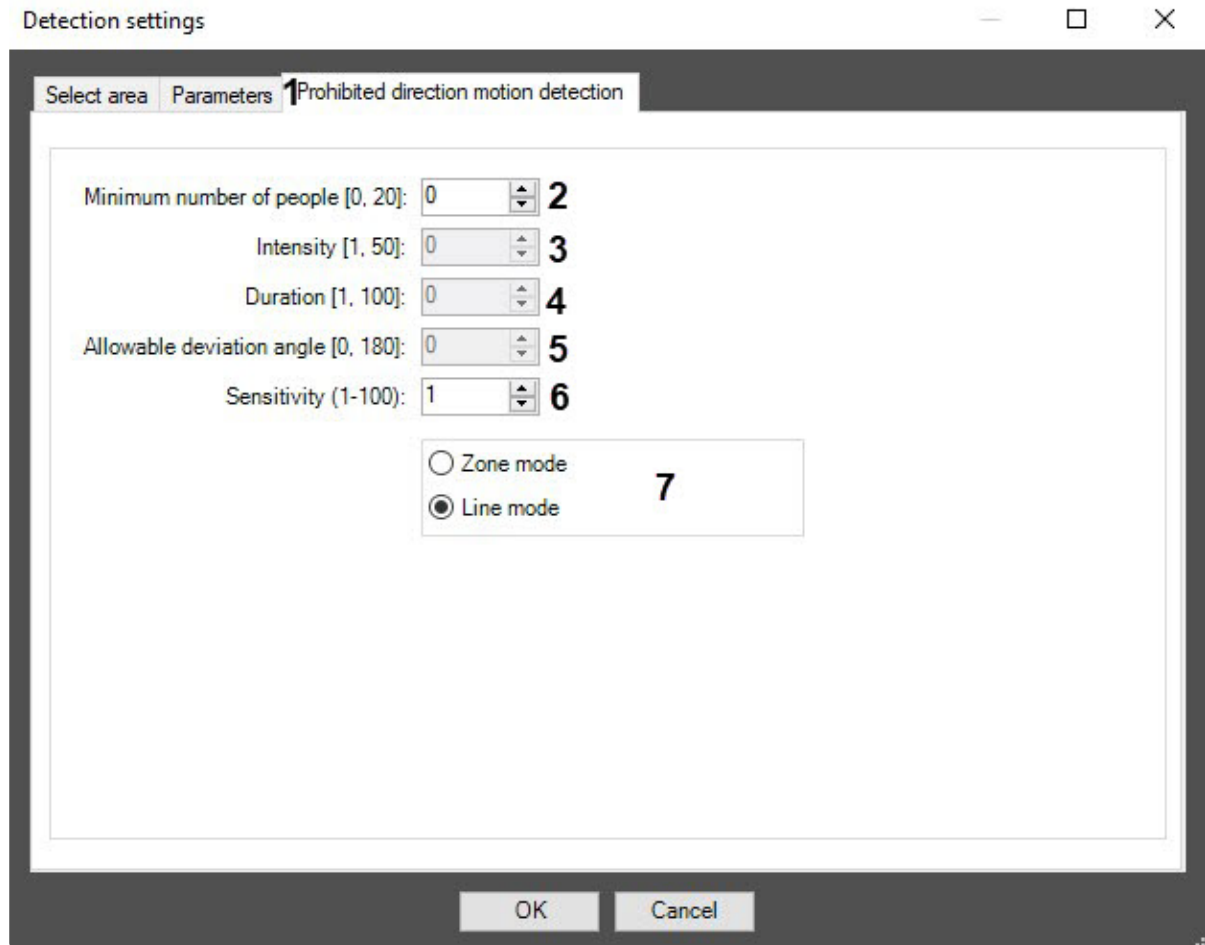 Detection settings
Select area Parameters 1 Prohibited direction motion detection
Minimum number of people [0, 20]: 0 2
Intensity [1, 50]: 0 3
Duration [1, 100]: 0 4
Allowable deviation angle [0, 180]: 0 5
Sensitivity (1-100): 1 6
Zone mode
7
Line mode
OK Cancel